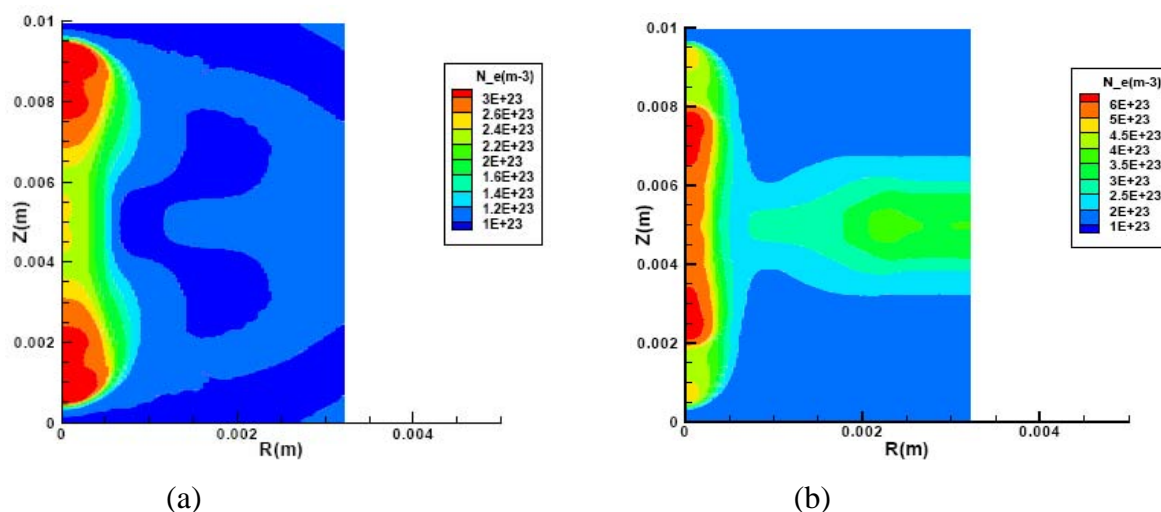 0.01
0.008
0.006
0.004
0.002
0
Z(m)
0
0.002
0.004
R(m)
N_e(m-3)
3E+23
2.6E+23
2.4E+23
2.2E+23
2E+23
1.6E+23
1.4E+23
1.2E+23
1E+23
(a)
0.01
0.008
0.006
0.004
0.002
0
Z(m)
0
0.002
0.004
R(m)
N_e(m-3)
6E+23
5E+23
4.5E+23
4E+23
3.5E+23
3E+23
2.5E+23
2E+23
1E+23
(b)